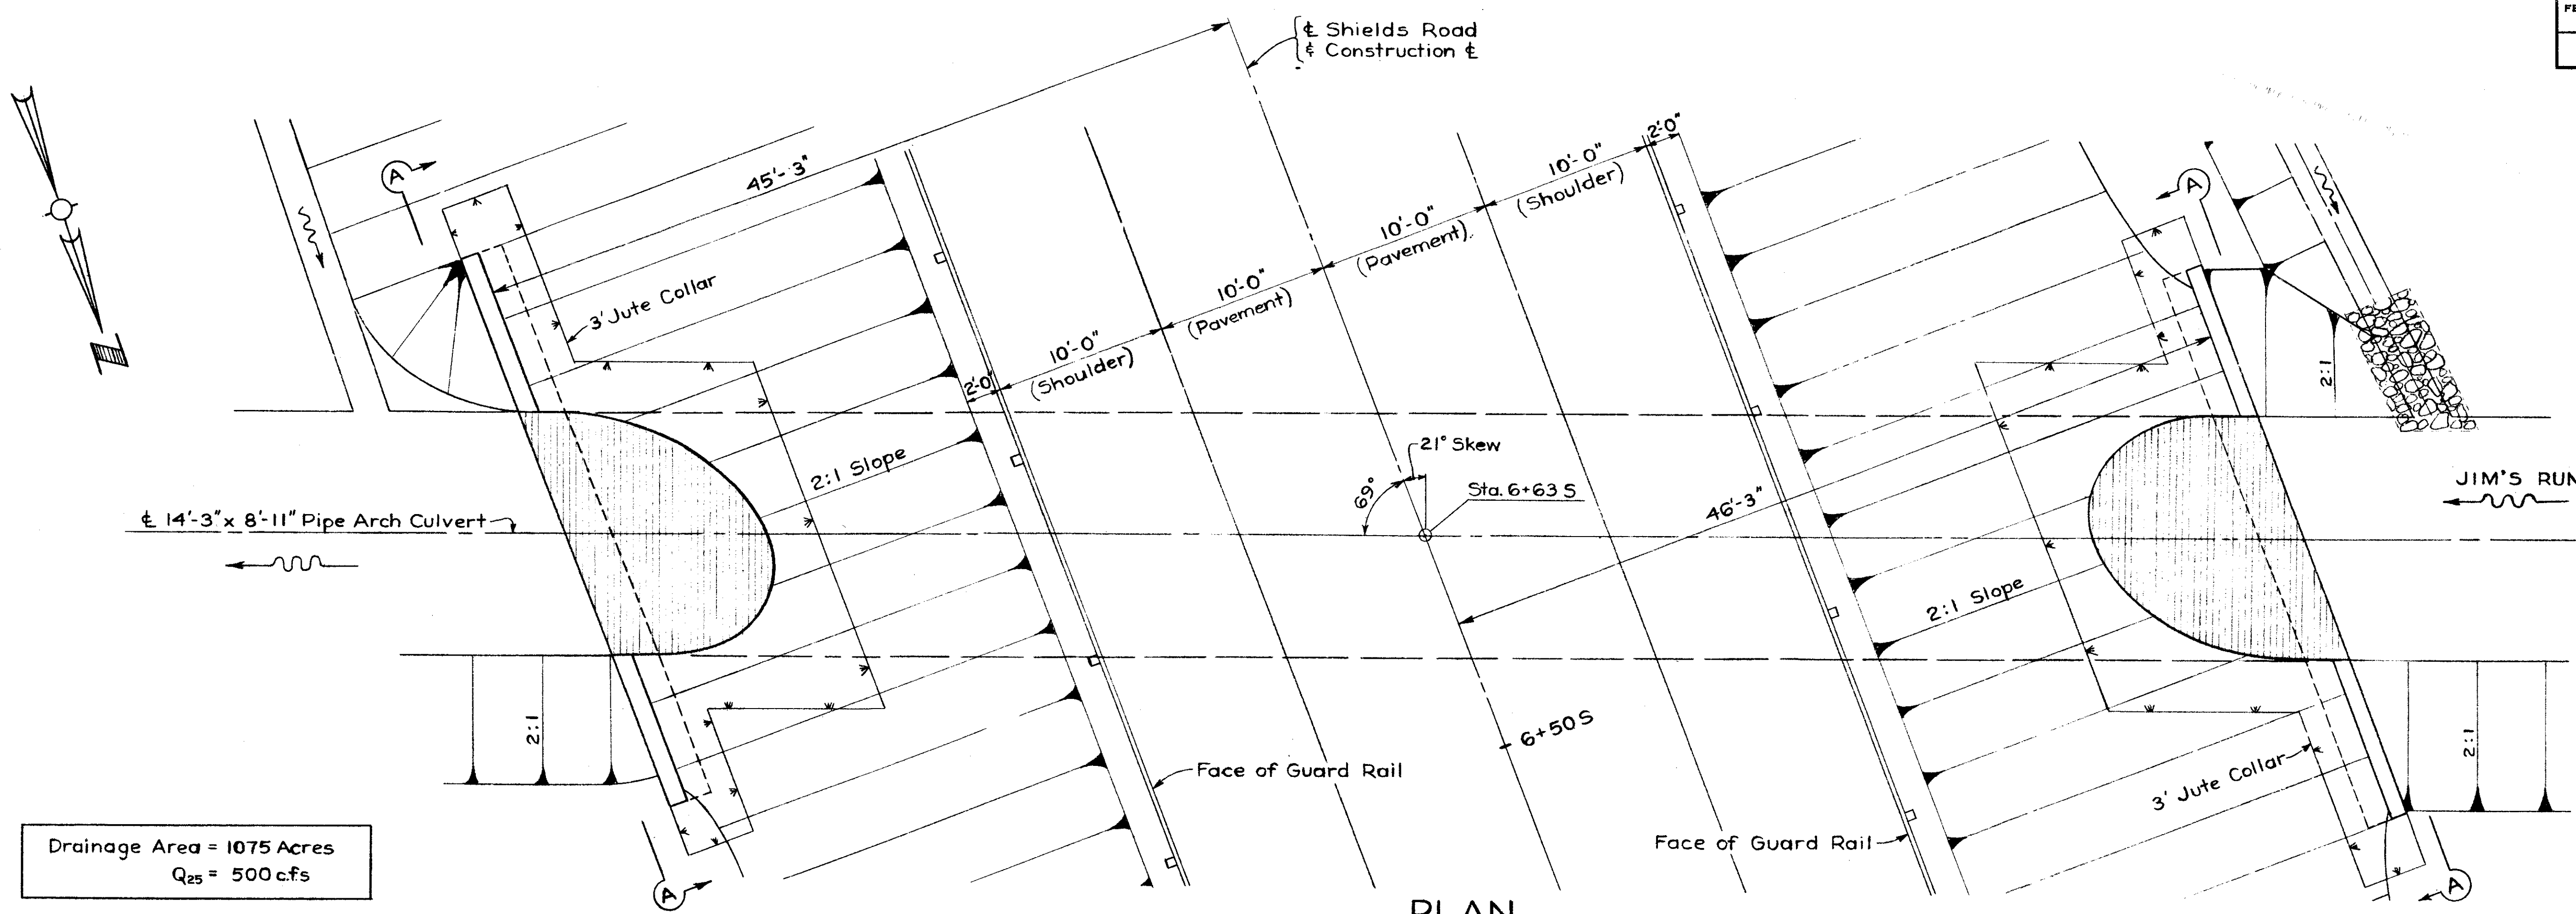 FE
℄ Shields Road
& Construction ℄
A
45'-3"
2'-0"
10'-0"
(Shoulder)
10'-0"
(Pavement)
10'-0"
(Pavement)
10'-0"
(Shoulder)
2'-0"
A
3' Jute Collar
N
2:1
2:1 Slope
21° Skew
69°
Sta. 6+63 S
46'-3"
JIM'S RUN
℄ 14'-3" x 8'-11" Pipe Arch Culvert
2:1 Slope
2:1
6+50 S
2:1
Face of Guard Rail
3' Jute Collar
Face of Guard Rail
Drainage Area = 1075 Acres
Q25 = 500 c.f.s
A
A
PLAN